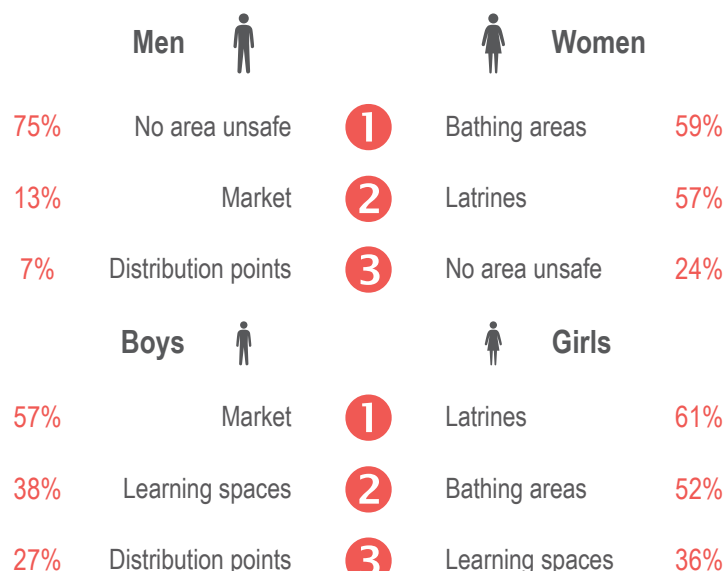 Men Women
75% No area unsafe 1 Bathing areas 59%
13% Market 2 Latrines 57%
7% Distribution points 3 No area unsafe 24%
Boys Girls
57% Market 1 Latrines 61%
38% Learning spaces 2 Bathing areas 52%
27% Distribution points 3 Learning spaces 36%